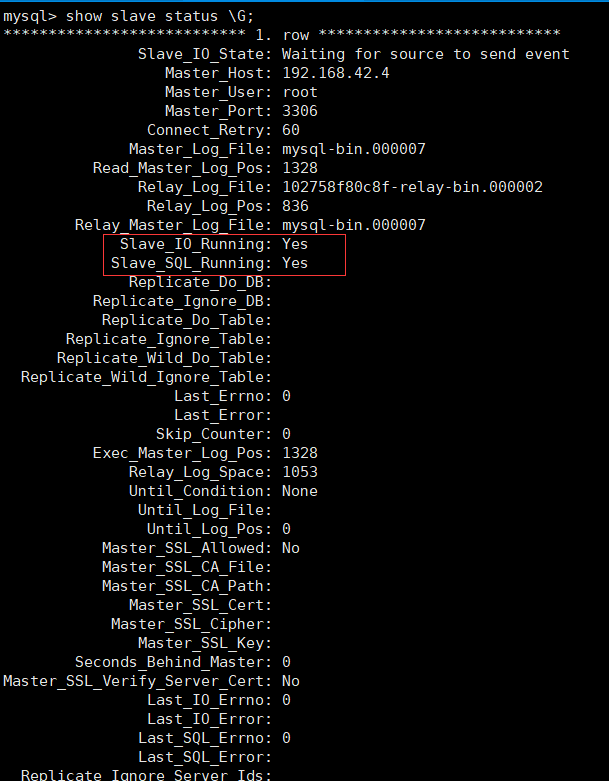 mysql> show slave status \G;
*************************** 1. row ***************************
Slave_IO_State: Waiting for source to send event
Master_Host: 192.168.42.4
Master_User: root
Master_Port: 3306
Connect_Retry: 60
Master_Log_File: mysql-bin.000007
Read_Master_Log_Pos: 1328
Relay_Log_File: 102758f80c8f-relay-bin.000002
Relay_Log_Pos: 836
Relay_Master_Log_File: mysql-bin.000007
Slave_IO_Running: Yes
Slave_SQL_Running: Yes
Replicate_Do_DB:
Replicate_Ignore_DB:
Replicate_Do_Table:
Replicate_Ignore_Table:
Replicate_Wild_Do_Table:
Replicate_Wild_Ignore_Table:
Last_Errno: 0
Last_Error:
Skip_Counter: 0
Exec_Master_Log_Pos: 1328
Relay_Log_Space: 1053
Until_Condition: None
Until_Log_File:
Until_Log_Pos: 0
Master_SSL_Allowed: No
Master_SSL_CA_File:
Master_SSL_CA_Path:
Master_SSL_Cert:
Master_SSL_Cipher:
Master_SSL_Key:
Seconds_Behind_Master: 0
Master_SSL_Verify_Server_Cert: No
Last_IO_Errno: 0
Last_IO_Error:
Last_SQL_Errno: 0
Last_SQL_Error:
Replicate_Ignore_Server_Ids: